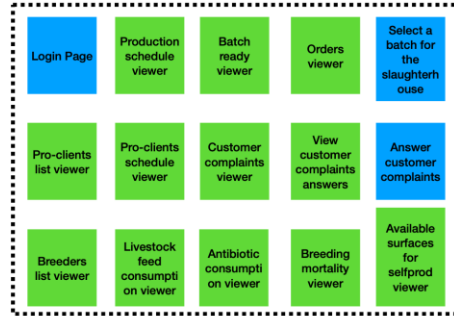 Login Page
Production
schedule
viewer
Batch
ready
viewer
Orders
viewer
Select a
batch for
the
slaughterh
ouse
Pro-clients
list viewer
Pro-clients
schedule
viewer
Customer
complaints
viewer
View
customer
complaints
answers
Answer
customer
complaints
Breeders
list viewer
Livestock
feed
consumpti
on viewer
Antibiotic
consumpti
on viewer
Breeding
mortality
viewer
Available
surfaces
for
selfprod
viewer